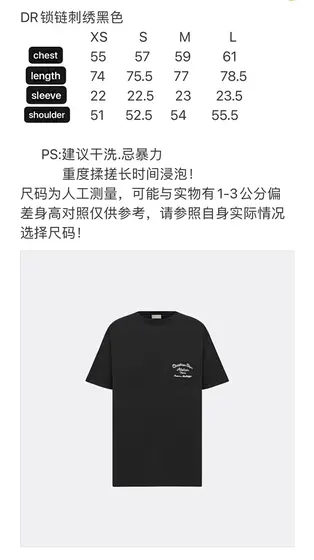 DR锁链刺绣黑色
XS S M L
chest 55 57 59 61
length 74 75.5 77 78.5
sleeve 22 22.5 23 23.5
shoulder 51 52.5 54 55.5
PS:建议干洗.忌暴力
重度揉搓长时间浸泡!
尺码为人工测量，可能与实物有1-3公分偏
差身高对照仅供参考，请参照自身实际情况
选择尺码!